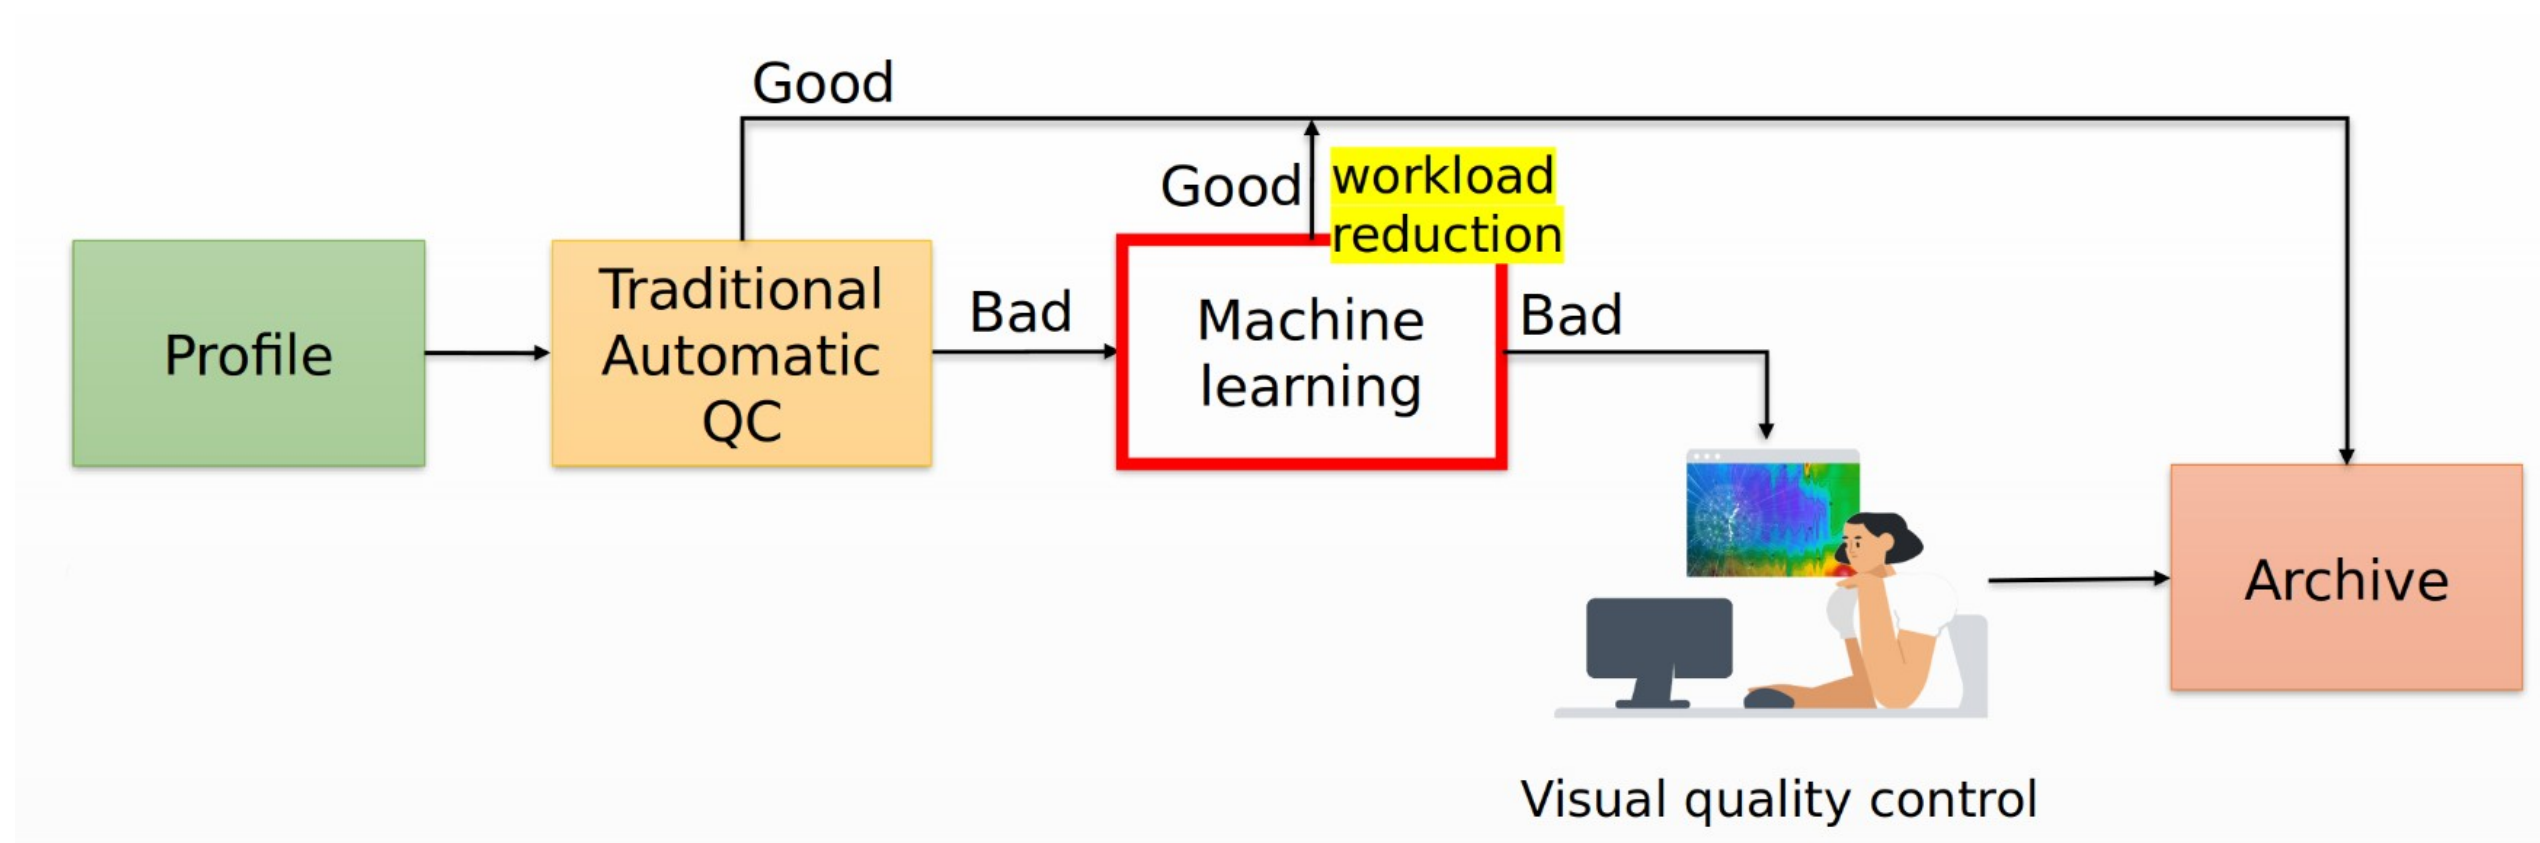 Good
Good
workload
reduction
Profile
Traditional
Automatic
QC
Bad
Machine
learning
Bad
Archive
Visual quality control